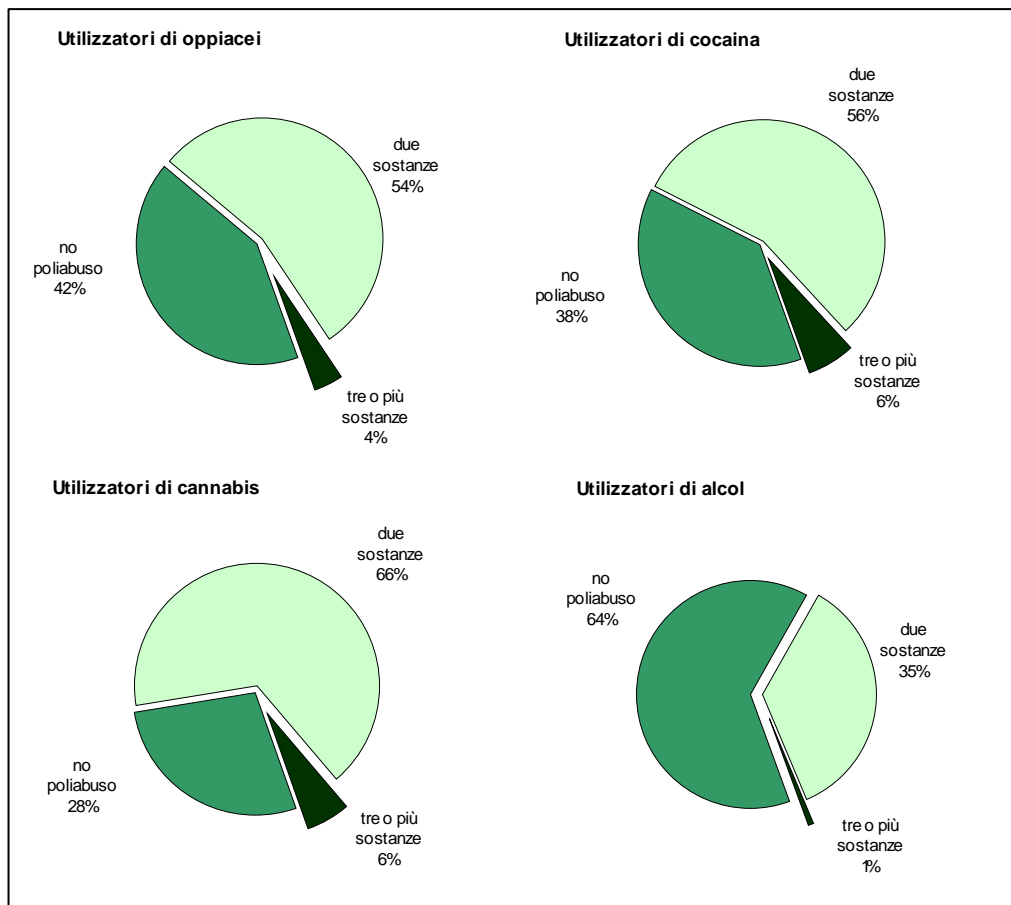 Utilizzatori di oppiacei
due
sostanze
54%
no
poliabuso
42%
tre o più
sostanze
4%
Utilizzatori di cocaina
due
sostanze
56%
no
poliabuso
38%
tre o più
sostanze
6%
Utilizzatori di cannabis
due
sostanze
66%
no
poliabuso
28%
tre o più
sostanze
6%
Utilizzatori di alcol
no
poliabuso
64%
due
sostanze
35%
tre o più
sostanze
1%